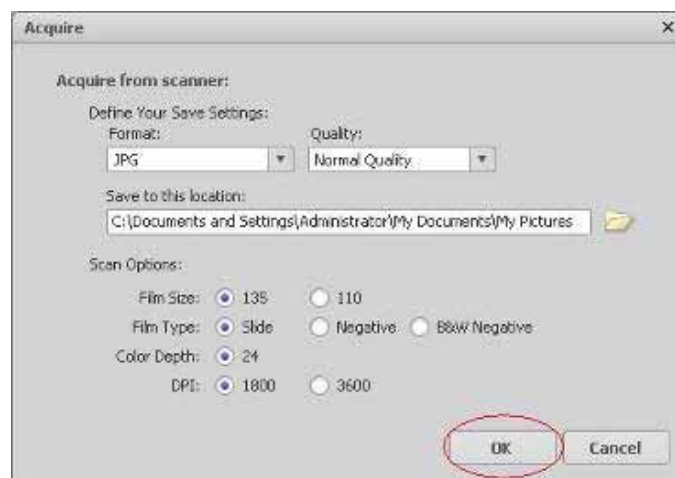 Acquire
Acquire from scanner:
Define Your Save Settings:
Format: Quality:
JPG Normal Quality
Save to this location:
C:\Documents and Settings\Administrator\My Documents\My Pictures
Scan Options:
Film Size: 135 110
Film Type: Slide Negative B&W Negative
Color Depth: 24
DPI: 1800 3600
OK Cancel